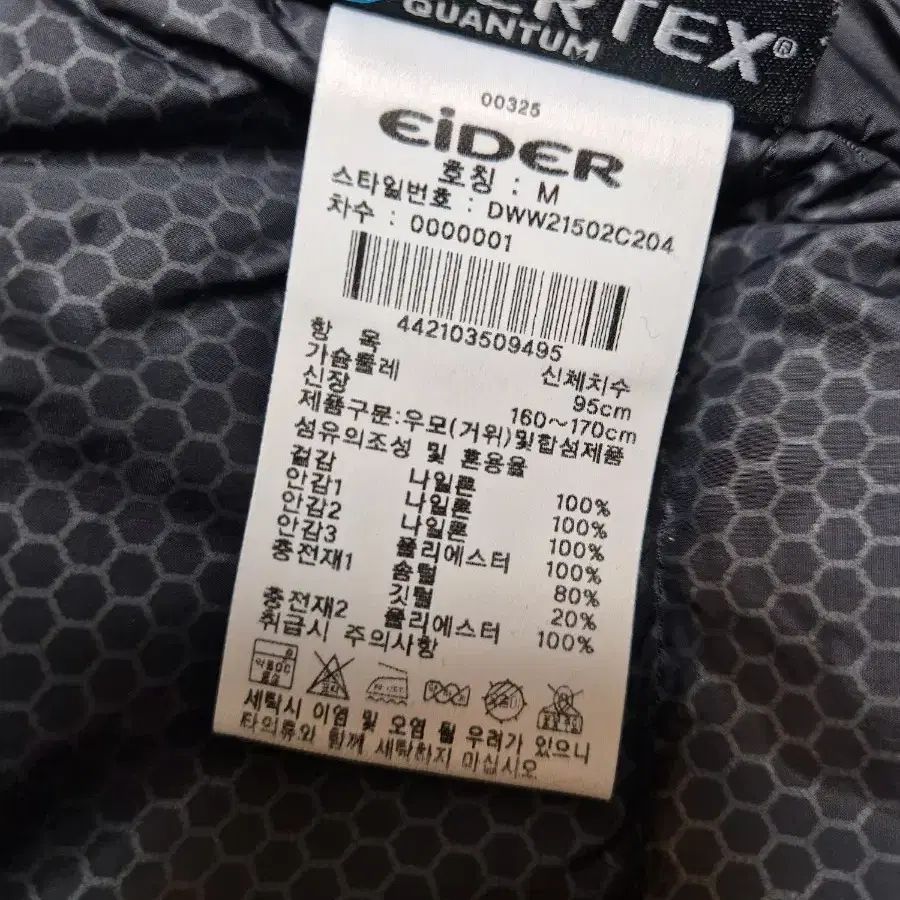 ERTEX®
QUANTUM
00325
EiDER
호칭 : M
스타일번호 : DWW21502C204
차수 : 0000001
442103509495
항 목 신체치수
가슴둘레 95cm
신장 160~170cm
제품구분:우모(거위)및합섬제품
섬유의조성 및 혼용율
겉감 나일론 100%
안감1 나일론 100%
안감2 나일론 100%
안감3 폴리에스터 100%
충전재1 솜털 80%
깃털 20%
충전재2 폴리에스터 100%
취급시 주의사항
세탁시 이염 및 오염 될 우려가 있으니
타의류와 함께 세탁하지 마십시오